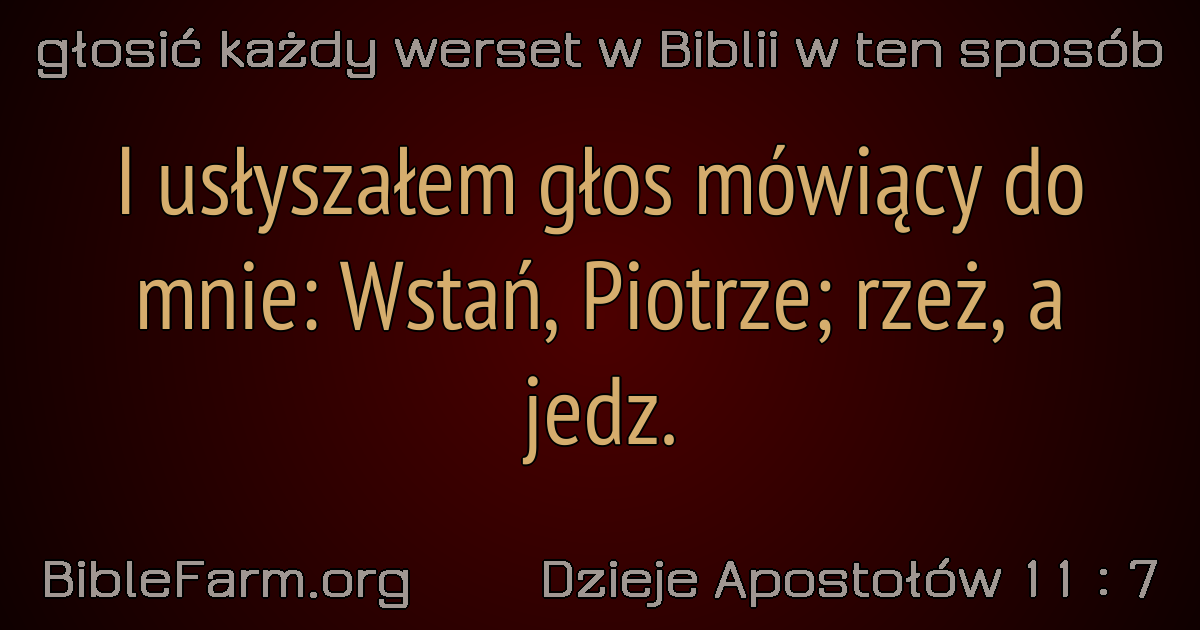 głosić każdy werset w Biblii w ten sposób
I usłyszałem głos mówiący do
mnie: Wstań, Piotrze; rzeż, a
jedz.
BibleFarm.org
Dzieje Apostołów 11 : 7